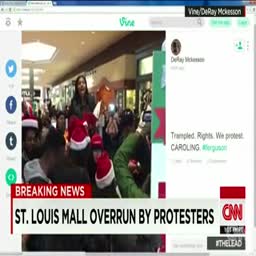 Vine/DeRay Mckesson
Vine
DeRay Mckesson
Trampled. Rights. We protest.
CAROLING. #ferguson
BREAKING NEWS
ST. LOUIS MALL OVERRUN BY PROTESTERS
CNN
#THELEAD